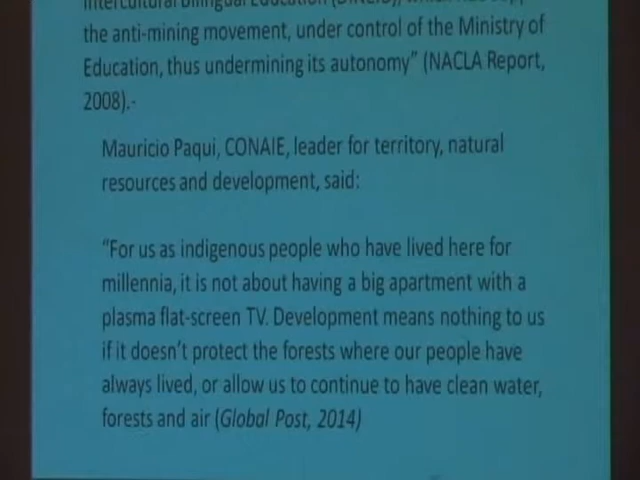 Intercultural Bilingual Education
the anti-mining movement, under control of the Ministry of
Education, thus undermining its autonomy” (NACLA Report,
2008).-
Mauricio Paqui, CONAIE, leader for territory, natural
resources and development, said:
“For us as indigenous people who have lived here for
millennia, it is not about having a big apartment with a
plasma flat-screen TV. Development means nothing to us
if it doesn’t protect the forests where our people have
always lived, or allow us to continue to have clean water,
forests and air (Global Post, 2014)